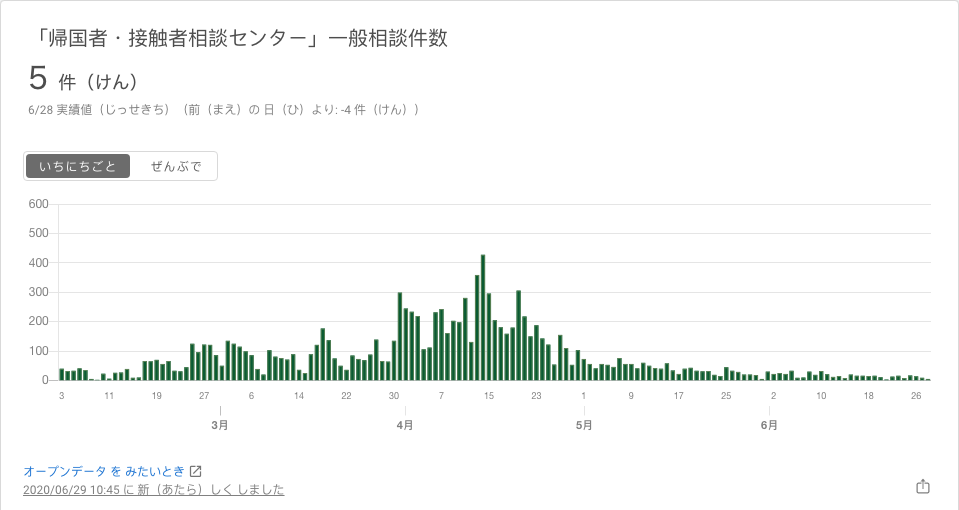 「帰国者・接触者相談センター」一般相談件数
5 件（けん）
6/28 実績値（じっせきち）（前（まえ）の 日（ひ）より: -4 件（けん））
いちにちごと ぜんぶで
600
500
400
300
200
100
0
3 11 19 27 6 14 22 30 7 15 23 1 9 17 25 2 10 18 26
3月 4月 5月 6月
オープンデータ を みたいとき
2020/06/29 10:45 に 新（あたら）しく しました